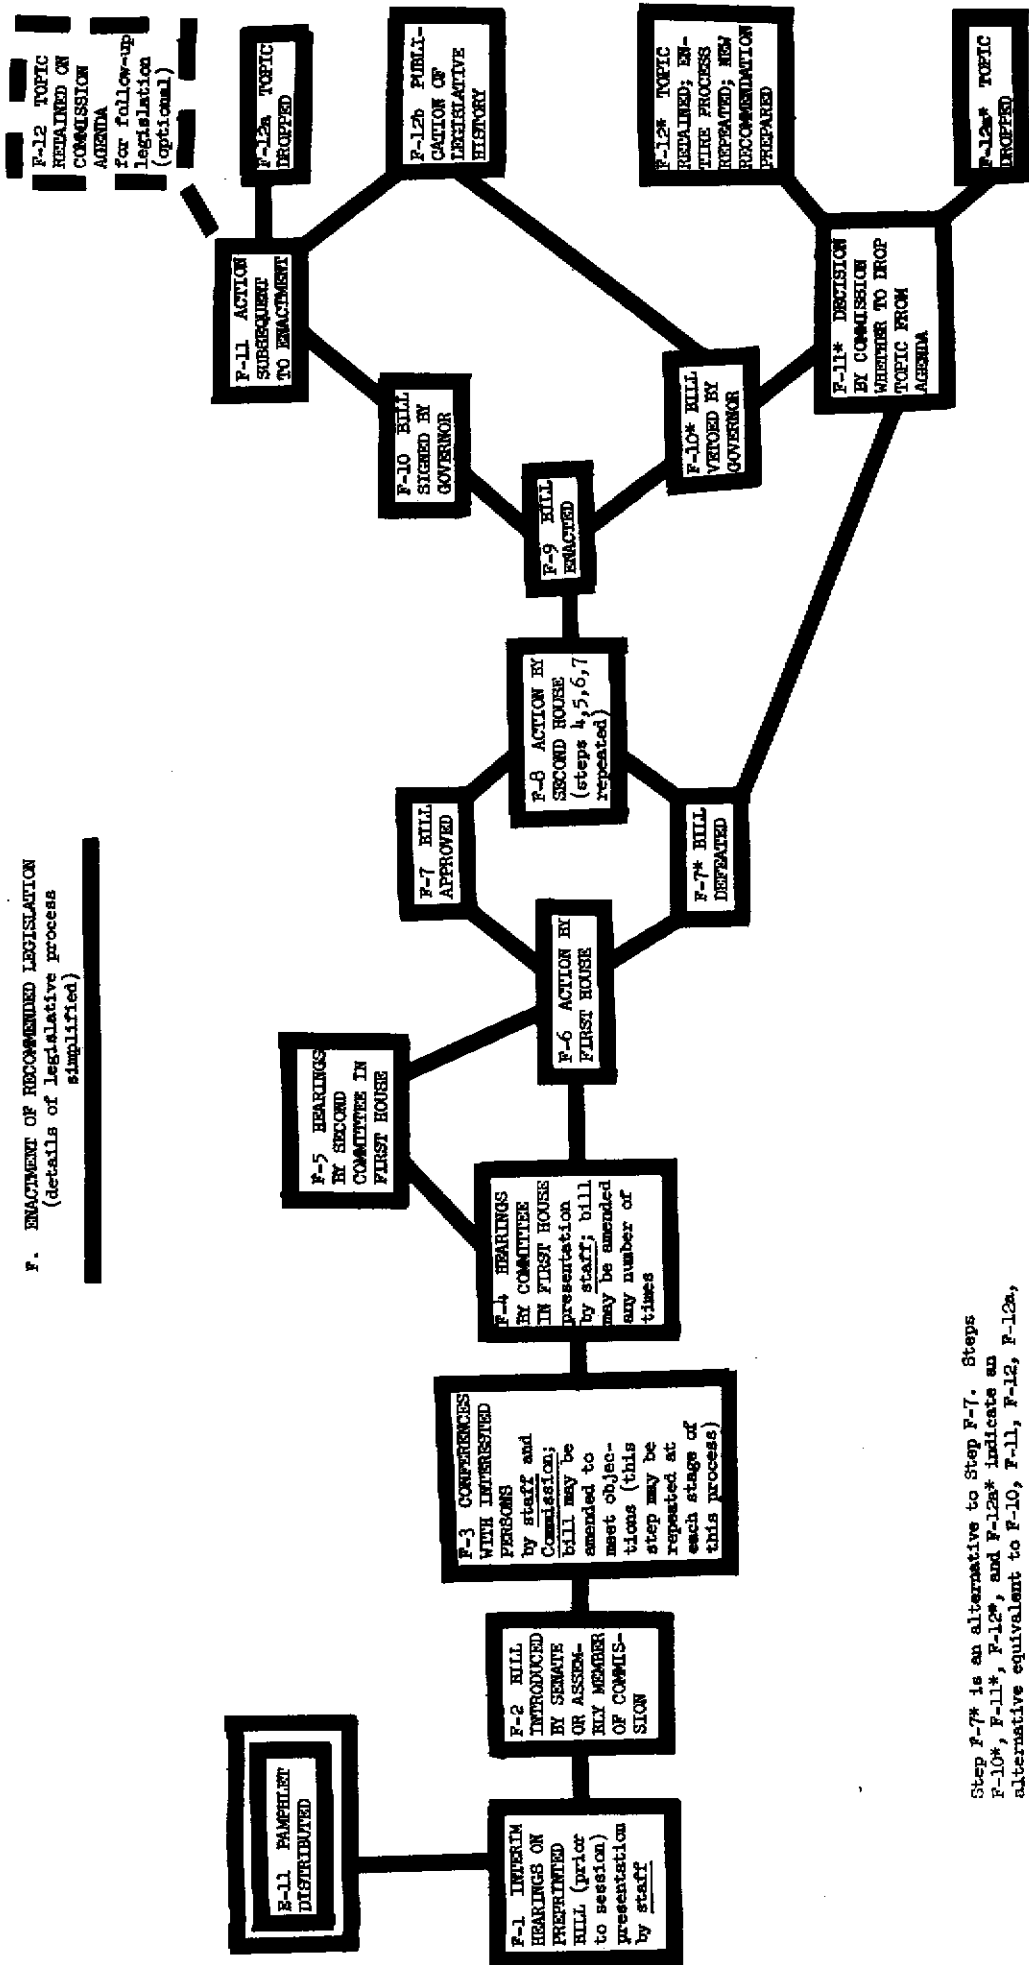 F. ENACTMENT OF RECOMMENDED LEGISLATION
(details of legislative process
simplified)
E-11 PAMPHLET
DISTRIBUTED
F-1 INTERIM
HEARINGS ON
PREPRINTED
BILL (prior
to session)
presentation
by staff
F-2 BILL
INTRODUCED
BY SENATE
OR ASSEM-
BLY MEMBER
OF COMMIS-
SION
F-3 CONFERENCES
WITH INTERESTED
PERSONS
by staff and
Commission;
bill may be
amended to
meet objec-
tions (this
step may be
repeated at
each stage of
this process)
F-4 HEARINGS
BY COMMITTEE
IN FIRST HOUSE
presentation
by staff; bill
may be amended
any number of
times
F-5 HEARINGS
BY SECOND
COMMITTEE IN
FIRST HOUSE
F-6 ACTION BY
FIRST HOUSE
F-7 BILL
APPROVED
F-7* BILL
DEFEATED
F-8 ACTION BY
SECOND HOUSE
(steps 4,5,6,7
repeated)
F-9 BILL
ENACTED
F-10 BILL
SIGNED BY
GOVERNOR
F-10* BILL
VETOED BY
GOVERNOR
F-11 ACTION
SUBSEQUENT
TO ENACTMENT
F-11* DECISION
BY COMMISSION
WHETHER TO DROP
TOPIC FROM
AGENDA
F-12 TOPIC
RETAINED ON
COMMISSION
AGENDA
for follow-up
legislation
(optional)
F-12a TOPIC
DROPPED
F-12b PUBLI-
CATION OF
LEGISLATIVE
HISTORY
F-12* TOPIC
RETAINED; EN-
TIRE PROCESS
REPEATED; NEW
RECOMMENDATION
PREPARED
F-12a* TOPIC
DROPPED
Step F-7* is an alternative to Step F-7. Steps
F-10*, F-11*, F-12*, and F-12a* indicate an
alternative equivalent to F-10, F-11, F-12, F-12a,